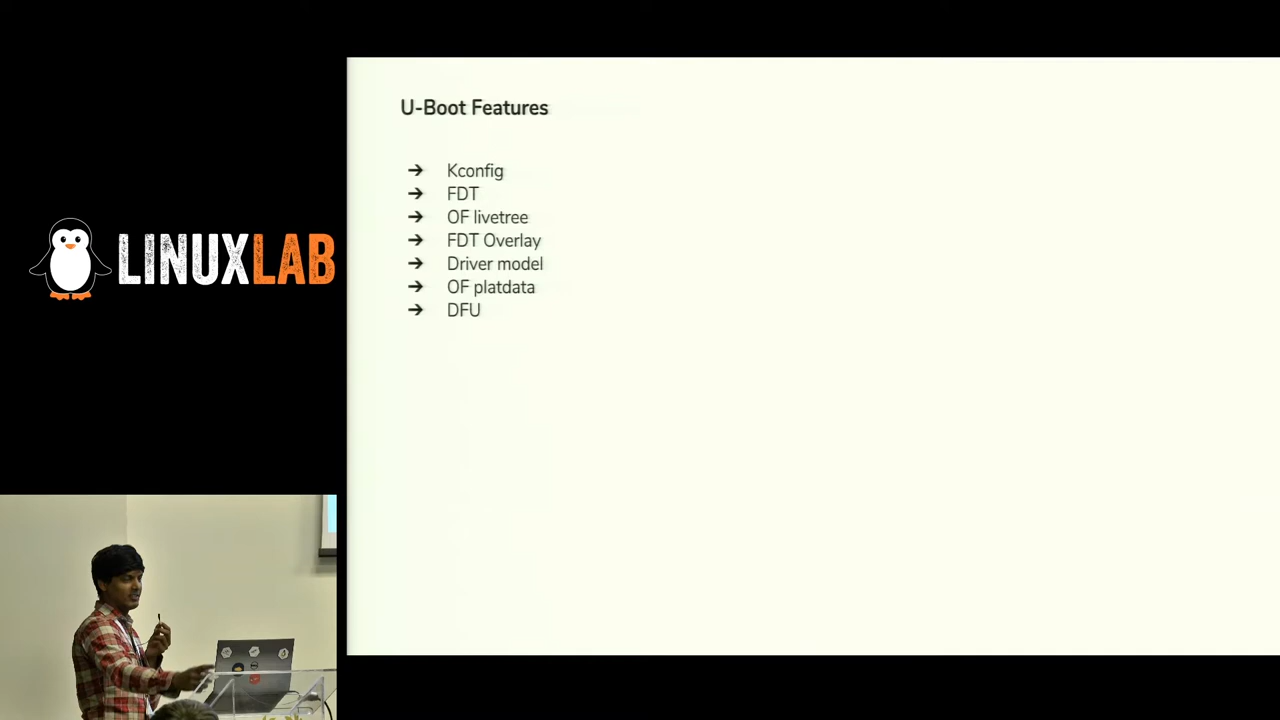 U-Boot Features
➔ Kconfig
➔ FDT
➔ OF livetree
➔ FDT Overlay
➔ Driver model
➔ OF platdata
➔ DFU
LINUXLAB